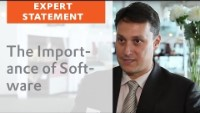 EXPERT
STATEMENT
The Import-
ance of Soft-
ware